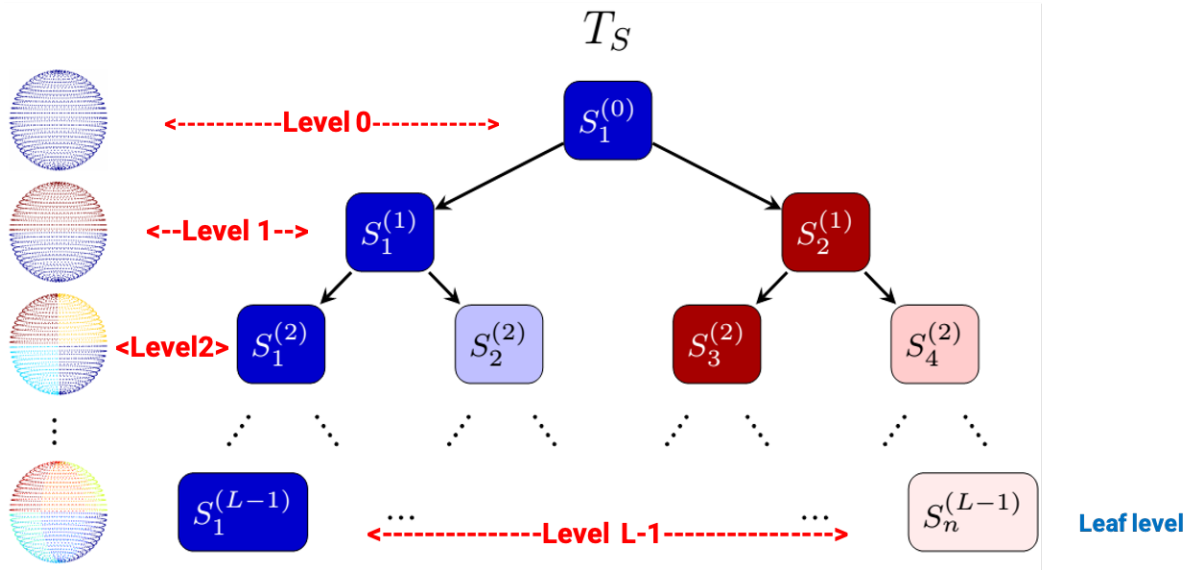 T_S
<-----------Level 0------------>
S_1^{(0)}
<--Level 1-->
S_1^{(1)}
S_2^{(1)}
<Level2>
S_1^{(2)}
S_2^{(2)}
S_3^{(2)}
S_4^{(2)}
S_1^{(L-1)}
...
<----------------Level  L-1---------------->
...
S_n^{(L-1)}
Leaf level